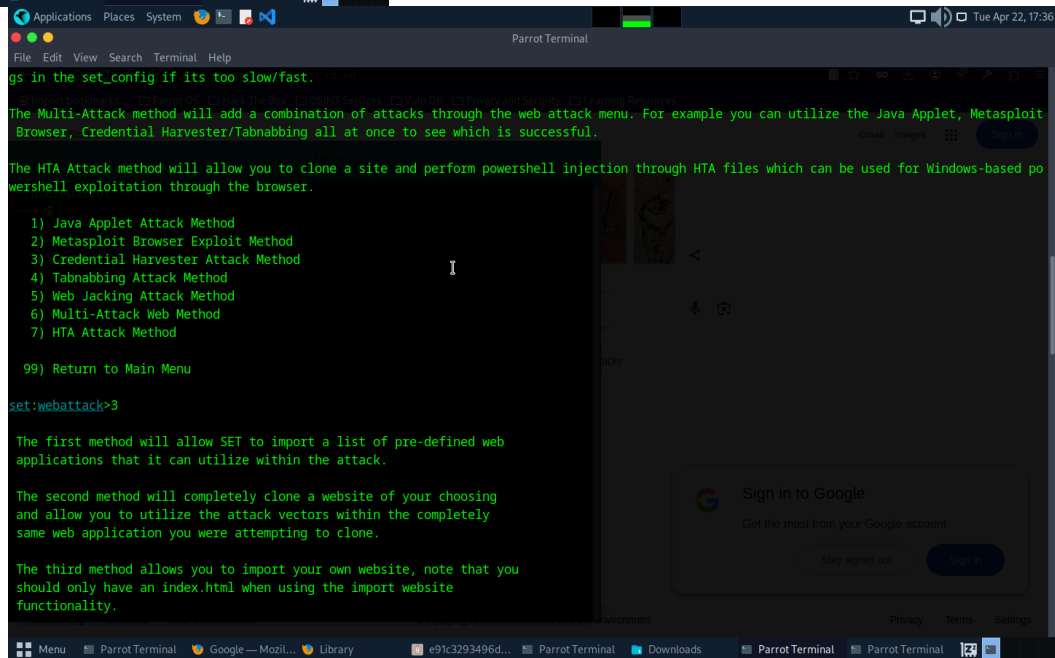 Applications Places System
Tue Apr 22, 17:36
Parrot Terminal
File Edit View Search Terminal Help
gs in the set_config if its too slow/fast.
The Multi-Attack method will add a combination of attacks through the web attack menu. For example you can utilize the Java Applet, Metasploit
Browser, Credential Harvester/Tabnabbing all at once to see which is successful.
Gmail Images
Sign in
The HTA Attack method will allow you to clone a site and perform powershell injection through HTA files which can be used for Windows-based po
wershell exploitation through the browser.
1) Java Applet Attack Method
2) Metasploit Browser Exploit Method
3) Credential Harvester Attack Method
4) Tabnabbing Attack Method
5) Web Jacking Attack Method
6) Multi-Attack Web Method
7) HTA Attack Method
99) Return to Main Menu
set:webattack>3
The first method will allow SET to import a list of pre-defined web
applications that it can utilize within the attack.
The second method will completely clone a website of your choosing
and allow you to utilize the attack vectors within the completely
same web application you were attempting to clone.
The third method allows you to import your own website, note that you
should only have an index.html when using the import website
functionality.
Sign in to Google
Get the most from your Google account
Stay signed out
Sign in
Privacy Terms Settings
Menu
Parrot Terminal
Google — Mozil...
Library
e91c3293496d...
Parrot Terminal
Downloads
Parrot Terminal
Parrot Terminal